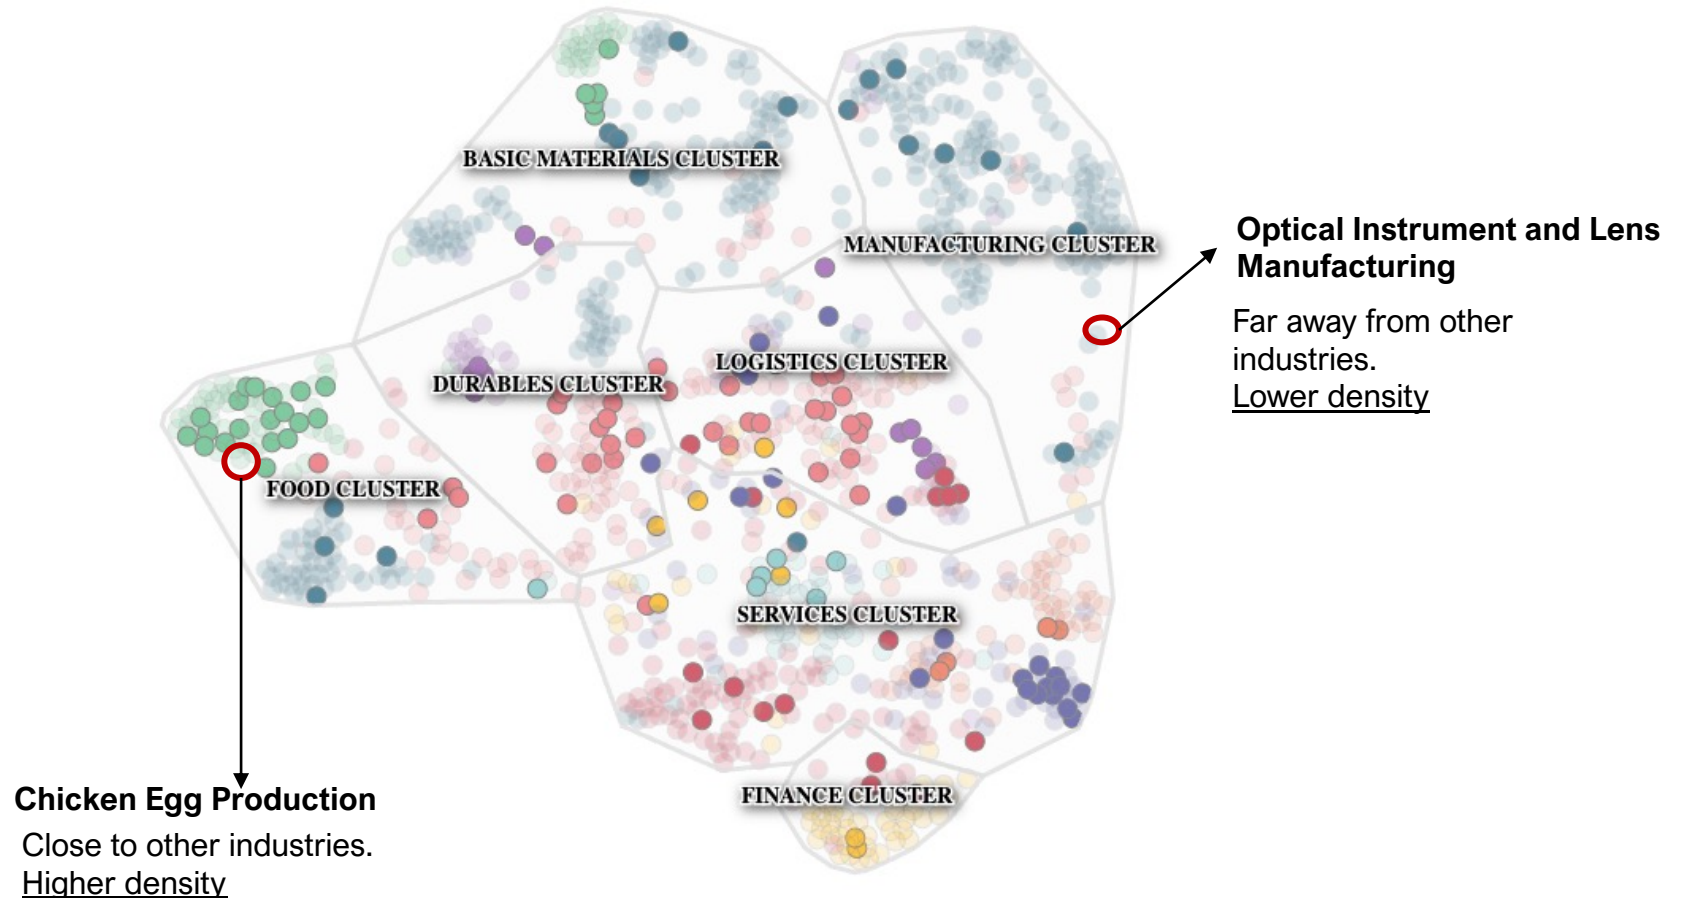 BASIC MATERIALS CLUSTER
MANUFACTURING CLUSTER
Optical Instrument and Lens
Manufacturing
Far away from other
industries.
Lower density
LOGISTICS CLUSTER
DURABLES CLUSTER
FOOD CLUSTER
SERVICES CLUSTER
FINANCE CLUSTER
Chicken Egg Production
Close to other industries.
Higher density